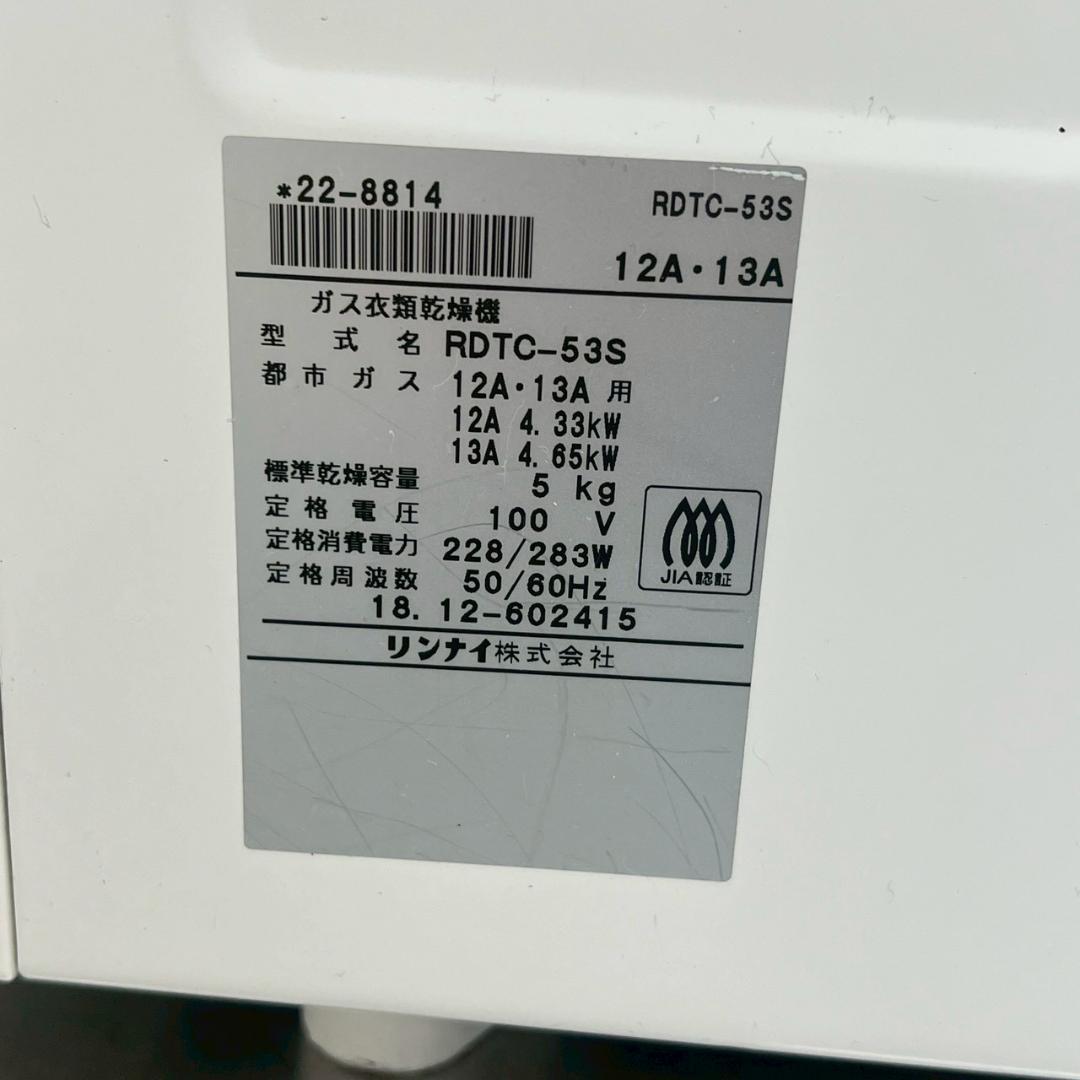 *22-8814
RDTC-53S
12A・13A
ガス衣類乾燥機
型式名 RDTC-53S
都市ガス 12A・13A 用
12A 4.33kW
13A 4.65kW
標準乾燥容量 5 kg
定格電圧 100 V
定格消費電力 228/283W
定格周波数 50/60Hz
18.12-602415
JIA認証
リンナイ株式会社